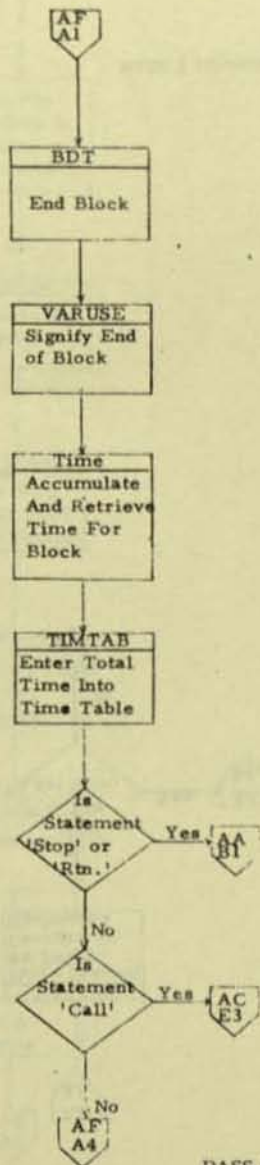 AF
A1
BDT
End Block
VARUSE
Signify End
of Block
Time
Accumulate
And Retrieve
Time For
Block
TIMTAB
Enter Total
Time Into
Time Table
Is
Statement
'Stop' or
'Rtn.'
Yes
AA
B1
No
Is
Statement
'Call'
Yes
AC
E3
No
AF
A4